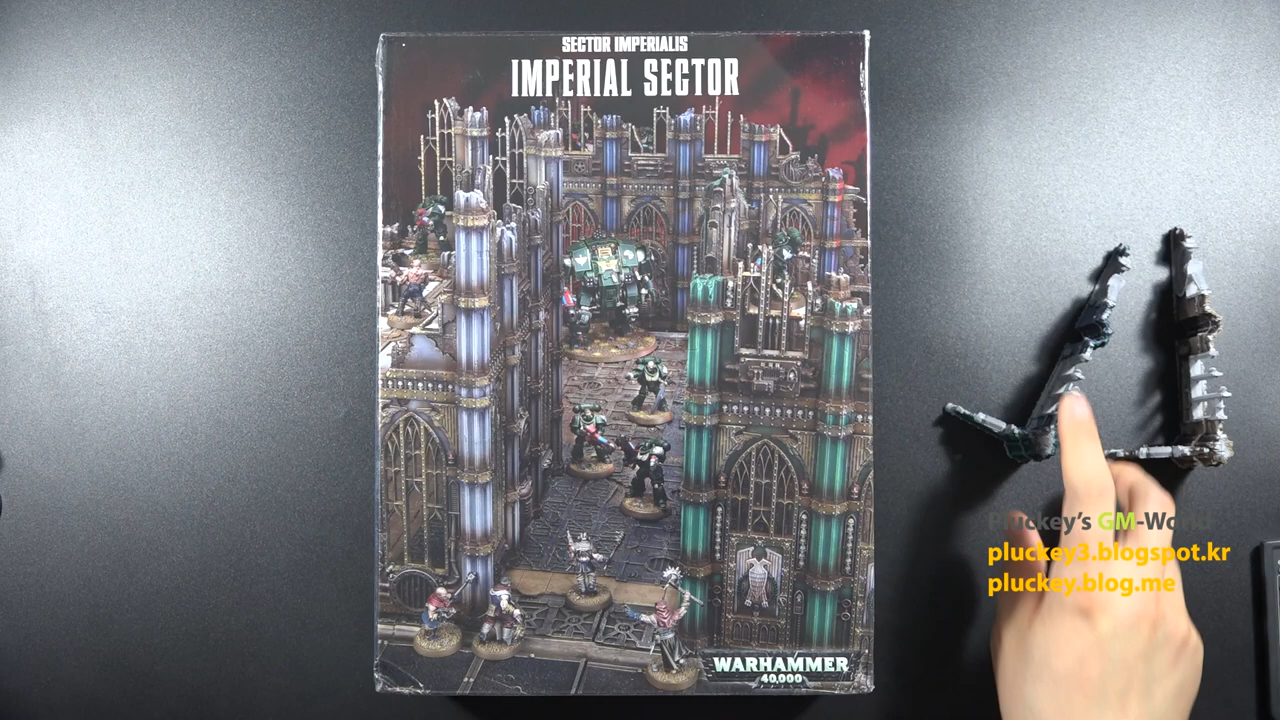 SECTOR IMPERIALIS
IMPERIAL SECTOR
WARHAMMER
40,000
Pluckey's GM-World
pluckey3.blogspot.kr
pluckey.blog.me